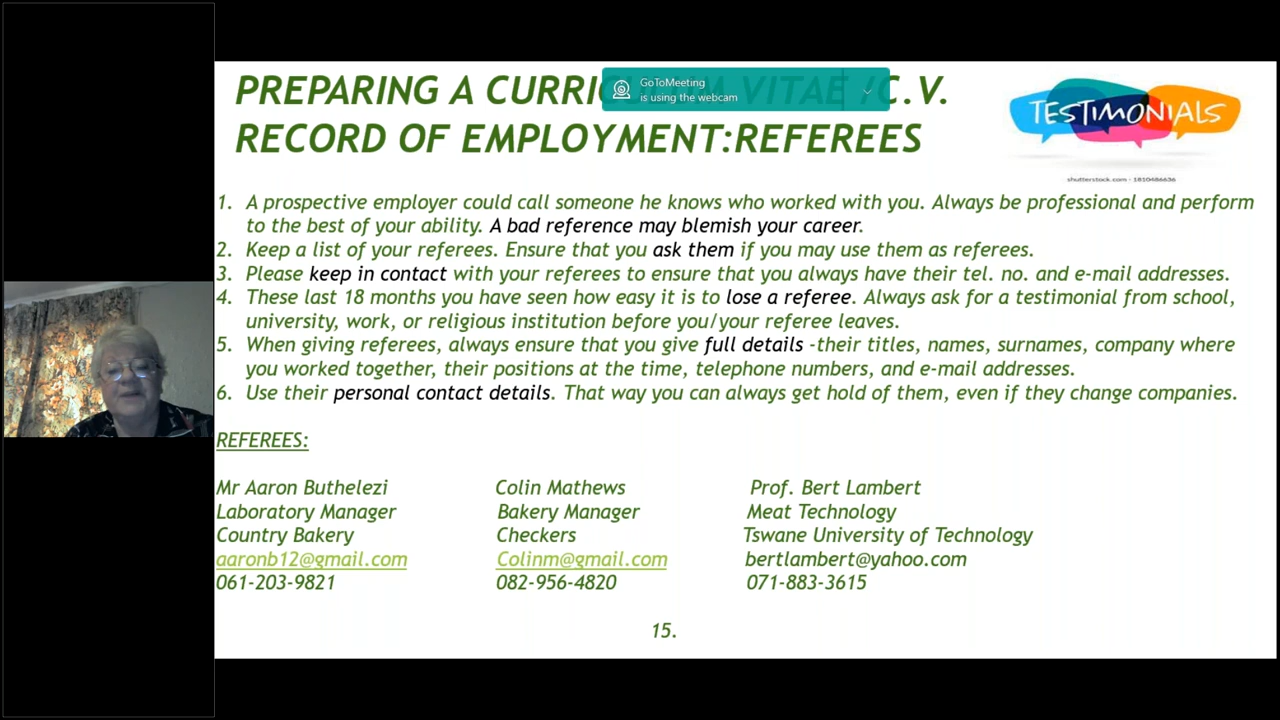 PREPARING A CURRIC VITAE /C.V.
GoToMeeting
is using the webcam
RECORD OF EMPLOYMENT:REFEREES
TESTIMONIALS
shutterstock.com - 1810486636
1. A prospective employer could call someone he knows who worked with you. Always be professional and perform
to the best of your ability. A bad reference may blemish your career.
2. Keep a list of your referees. Ensure that you ask them if you may use them as referees.
3. Please keep in contact with your referees to ensure that you always have their tel. no. and e-mail addresses.
4. These last 18 months you have seen how easy it is to lose a referee. Always ask for a testimonial from school,
university, work, or religious institution before you/your referee leaves.
5. When giving referees, always ensure that you give full details -their titles, names, surnames, company where
you worked together, their positions at the time, telephone numbers, and e-mail addresses.
6. Use their personal contact details. That way you can always get hold of them, even if they change companies.
REFEREES:
Mr Aaron Buthelezi Colin Mathews Prof. Bert Lambert
Laboratory Manager Bakery Manager Meat Technology
Country Bakery Checkers Tswane University of Technology
aaronb12@gmail.com Colinm@gmail.com bertlambert@yahoo.com
061-203-9821 082-956-4820 071-883-3615
15.